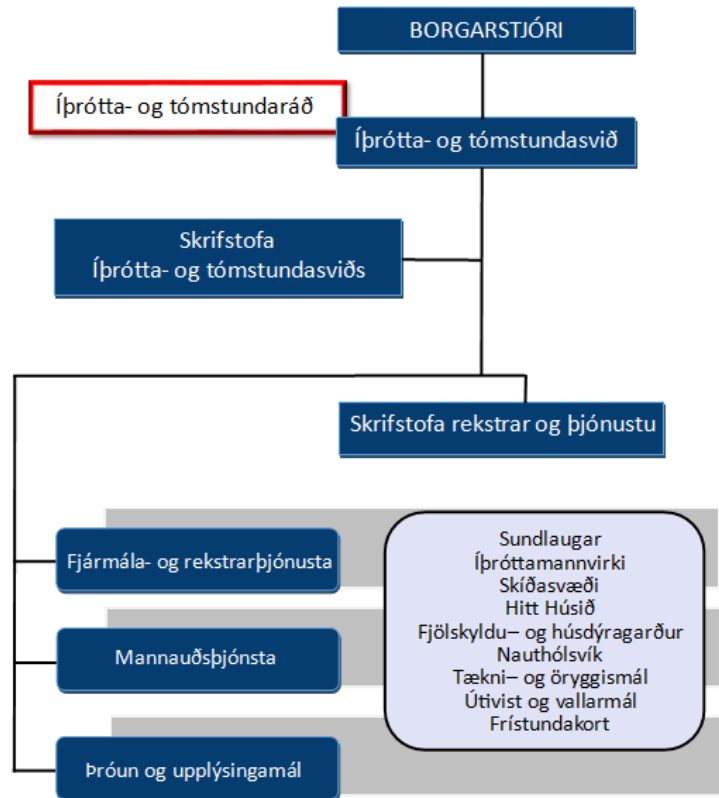 BORGARSTJÓRI
Íþrótta- og tómstundaráð
Íþrótta- og tómstundasvið
Skrifstofa
Íþrótta- og tómstundasviðs
Skrifstofa rekstrar og þjónustu
Fjármála- og rekstrarþjónusta
Mannauðsþjónsta
Þróun og upplýsingamál
Sundlaugar
Íþróttamannvirki
Skíðasvæði
Hitt Húsið
Fjölskyldu– og húsdýragarður
Nauthólsvík
Tækni– og öryggismál
Útivist og vallarmál
Frístundakort